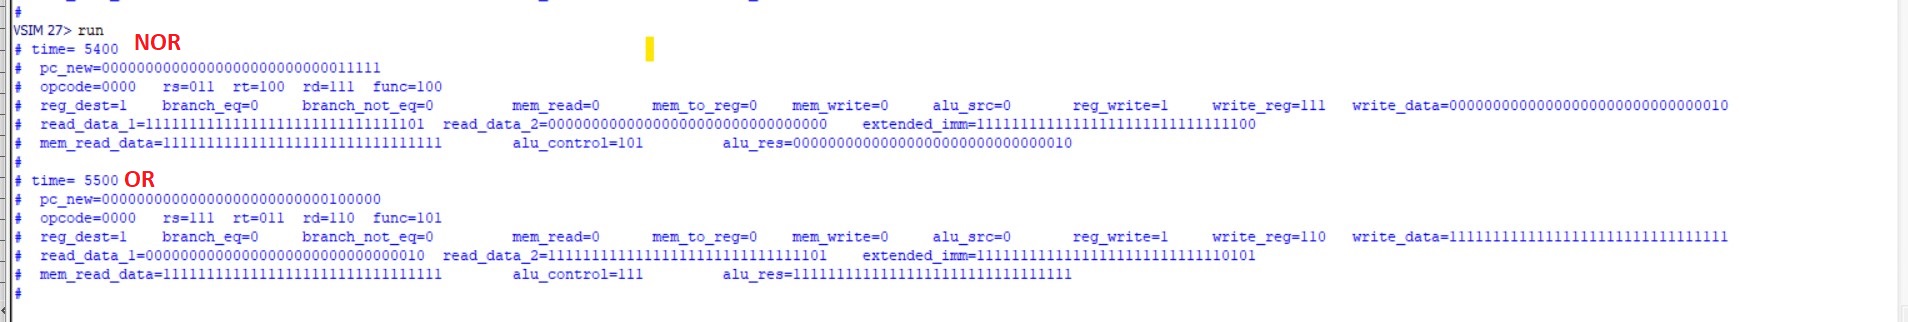 #
VSIM 27> run
# time= 5400 NOR
# pc_new=00000000000000000000000000011111
# opcode=0000 rs=011 rt=100 rd=111 func=100
# reg_dest=1 branch_eq=0 branch_not_eq=0 mem_read=0 mem_to_reg=0 mem_write=0 alu_src=0 reg_write=1 write_reg=111 write_data=00000000000000000000000000000010
# read_data_1=11111111111111111111111111111101 read_data_2=00000000000000000000000000000000 extended_imm=11111111111111111111111111111100
# mem_read_data=11111111111111111111111111111111 alu_control=101 alu_res=00000000000000000000000000000010
#
# time= 5500 OR
# pc_new=00000000000000000000000000100000
# opcode=0000 rs=111 rt=011 rd=110 func=101
# reg_dest=1 branch_eq=0 branch_not_eq=0 mem_read=0 mem_to_reg=0 mem_write=0 alu_src=0 reg_write=1 write_reg=110 write_data=11111111111111111111111111111111
# read_data_1=00000000000000000000000000000010 read_data_2=11111111111111111111111111111101 extended_imm=11111111111111111111111111110101
# mem_read_data=11111111111111111111111111111111 alu_control=111 alu_res=11111111111111111111111111111111
#